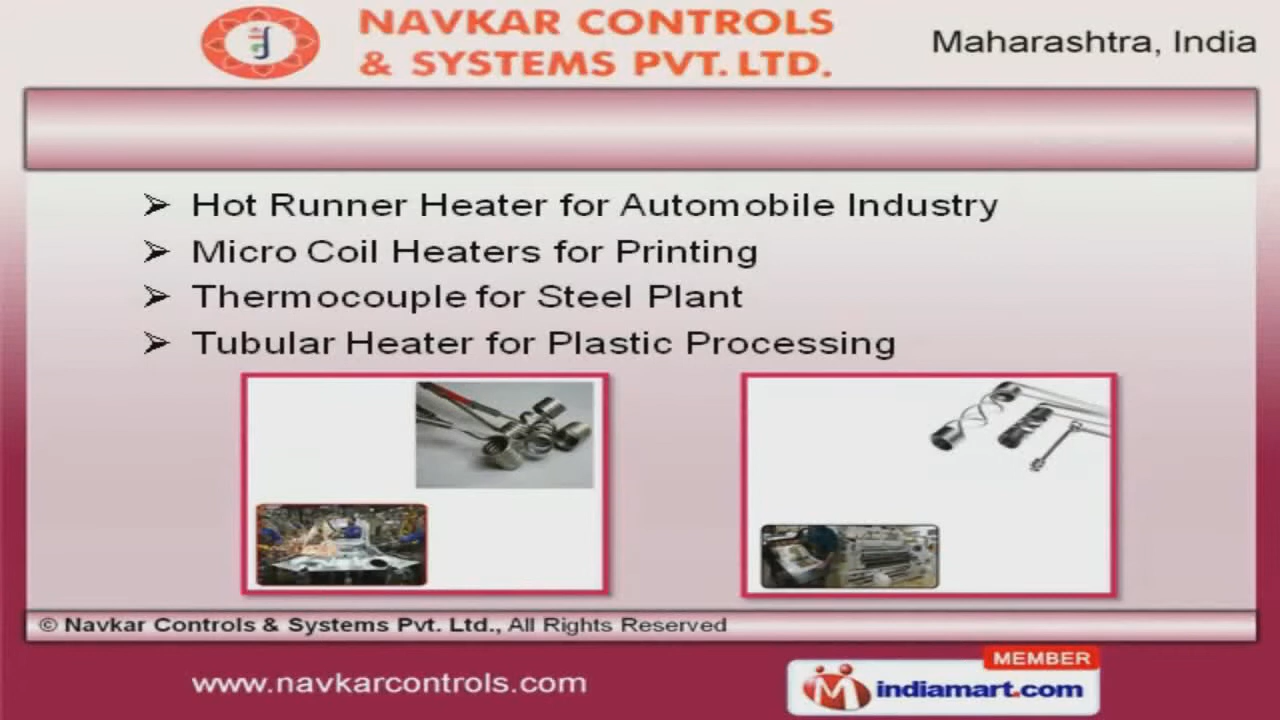 NAVKAR CONTROLS
& SYSTEMS PVT. LTD.
Maharashtra, India
➢ Hot Runner Heater for Automobile Industry
➢ Micro Coil Heaters for Printing
➢ Thermocouple for Steel Plant
➢ Tubular Heater for Plastic Processing
© Navkar Controls & Systems Pvt. Ltd., All Rights Reserved
www.navkarcontrols.com
MEMBER
indiamart.com